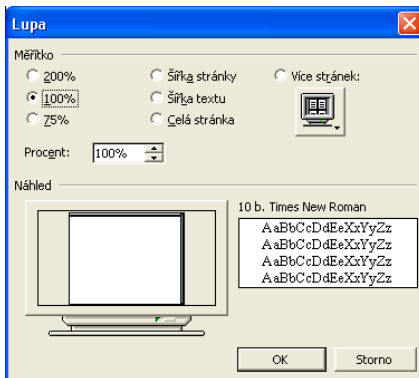 Lupa
Měřítko
200%
Šířka stránky
Více stránek:
100%
Šířka textu
75%
Celá stránka
Procent:
100%
Náhled
10 b. Times New Roman
AaBbCcDdEeXxYyZz
AaBbCcDdEeXxYyZz
AaBbCcDdEeXxYyZz
AaBbCcDdEeXxYyZz
OK
Storno